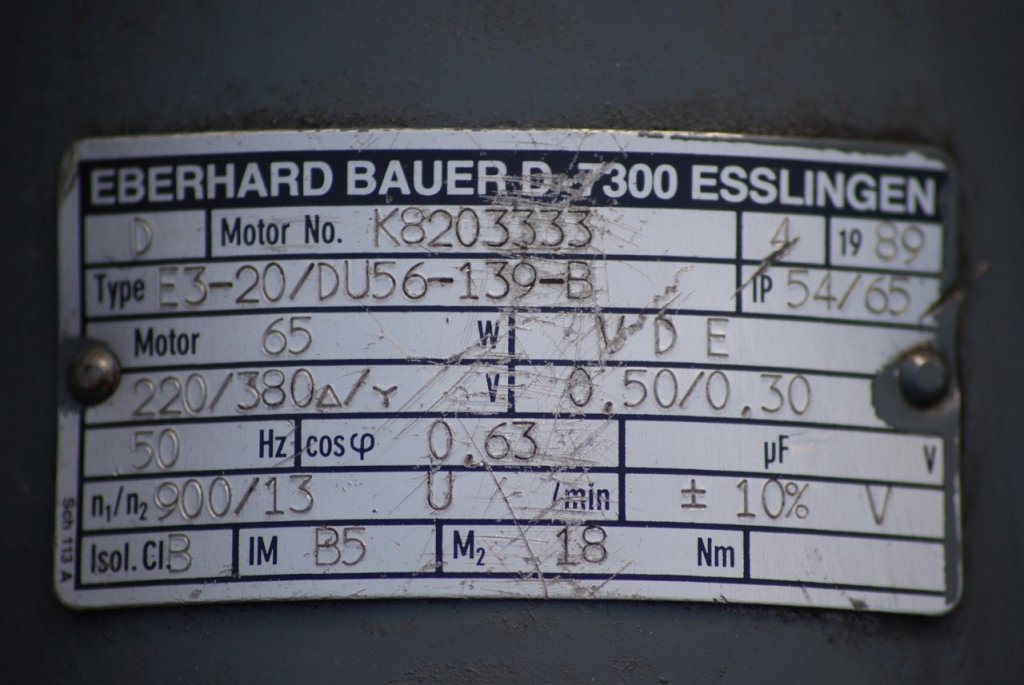 EBERHARD BAUER D-7300 ESSLINGEN
D Motor No. K8203333 4 19 89
Type E3-20/DU56-139-B IP 54/65
Motor 65 W VDE
220/380△/Y V 0,50/0,30
50 Hz cos φ 0,63 µF V
n₁/n₂ 900/13 U /min ± 10% V
Isol. Cl. B IM B5 M₂ 18 Nm
Sch 113 A